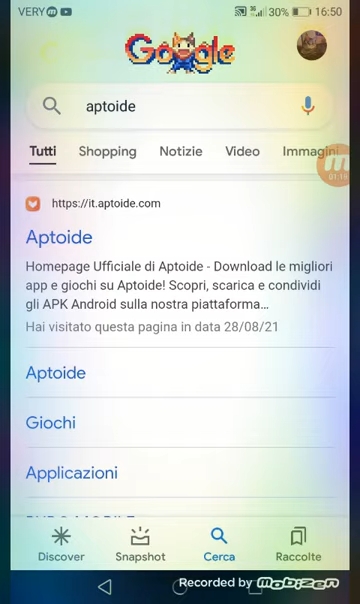 VERY 30% 16:50
Google
aptoide
Tutti Shopping Notizie Video Immagini
01:18
https://it.aptoide.com
Aptoide
Homepage Ufficiale di Aptoide - Download le migliori
app e giochi su Aptoide! Scopri, scarica e condividi
gli APK Android sulla nostra piattaforma...
Hai visitato questa pagina in data 28/08/21
Aptoide
Giochi
Applicazioni
Discover Snapshot Cerca Raccolte
Recorded by mobizen